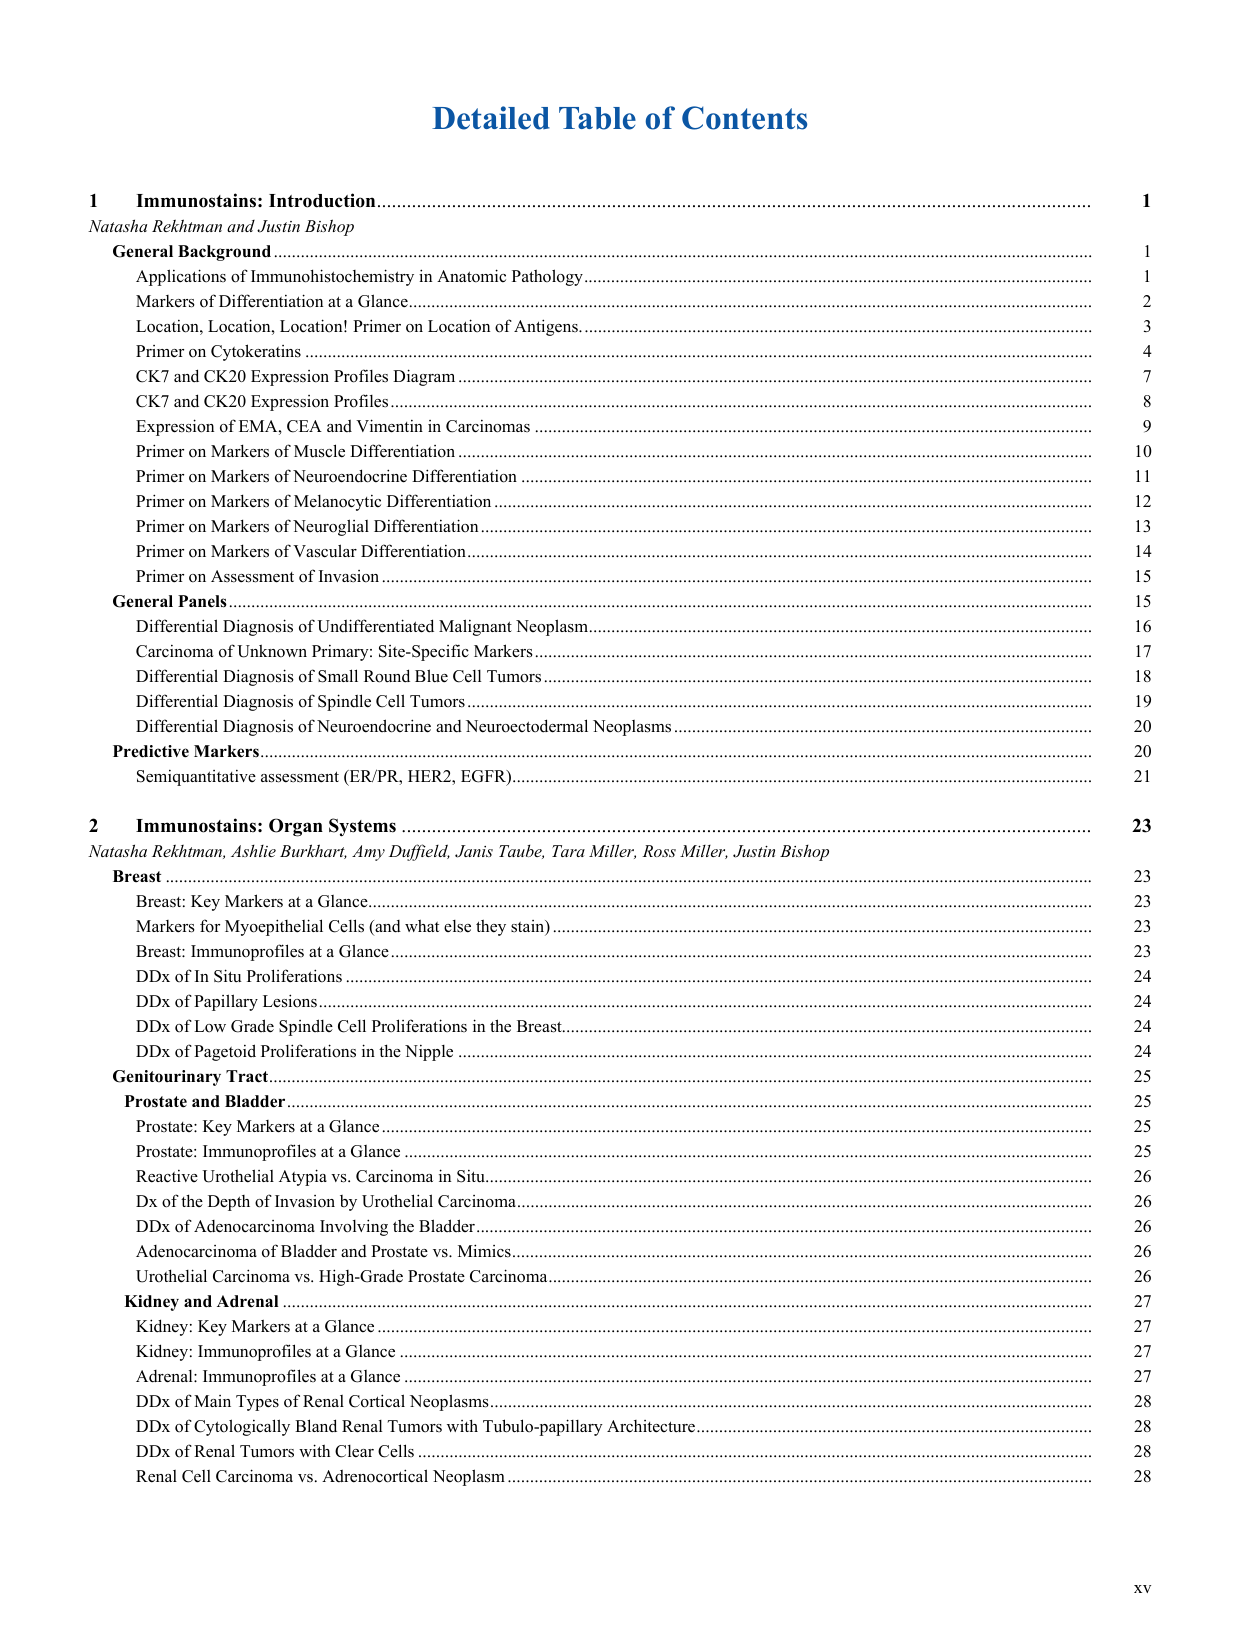 Detailed Table of Contents
1 Immunostains: Introduction 1
Natasha Rekhtman and Justin Bishop
General Background 1
Applications of Immunohistochemistry in Anatomic Pathology 1
Markers of Differentiation at a Glance 2
Location, Location, Location! Primer on Location of Antigens. 3
Primer on Cytokeratins 4
CK7 and CK20 Expression Profiles Diagram 7
CK7 and CK20 Expression Profiles 8
Expression of EMA, CEA and Vimentin in Carcinomas 9
Primer on Markers of Muscle Differentiation 10
Primer on Markers of Neuroendocrine Differentiation 11
Primer on Markers of Melanocytic Differentiation 12
Primer on Markers of Neuroglial Differentiation 13
Primer on Markers of Vascular Differentiation 14
Primer on Assessment of Invasion 15
General Panels 15
Differential Diagnosis of Undifferentiated Malignant Neoplasm 16
Carcinoma of Unknown Primary: Site-Specific Markers 17
Differential Diagnosis of Small Round Blue Cell Tumors 18
Differential Diagnosis of Spindle Cell Tumors 19
Differential Diagnosis of Neuroendocrine and Neuroectodermal Neoplasms 20
Predictive Markers 20
Semiquantitative assessment (ER/PR, HER2, EGFR) 21
2 Immunostains: Organ Systems 23
Natasha Rekhtman, Ashlie Burkhart, Amy Duffield, Janis Taube, Tara Miller, Ross Miller, Justin Bishop
Breast 23
Breast: Key Markers at a Glance 23
Markers for Myoepithelial Cells (and what else they stain) 23
Breast: Immunoprofiles at a Glance 23
DDx of In Situ Proliferations 24
DDx of Papillary Lesions 24
DDx of Low Grade Spindle Cell Proliferations in the Breast 24
DDx of Pagetoid Proliferations in the Nipple 24
Genitourinary Tract 25
Prostate and Bladder 25
Prostate: Key Markers at a Glance 25
Prostate: Immunoprofiles at a Glance 25
Reactive Urothelial Atypia vs. Carcinoma in Situ 26
Dx of the Depth of Invasion by Urothelial Carcinoma 26
DDx of Adenocarcinoma Involving the Bladder 26
Adenocarcinoma of Bladder and Prostate vs. Mimics 26
Urothelial Carcinoma vs. High-Grade Prostate Carcinoma 26
Kidney and Adrenal 27
Kidney: Key Markers at a Glance 27
Kidney: Immunoprofiles at a Glance 27
Adrenal: Immunoprofiles at a Glance 27
DDx of Main Types of Renal Cortical Neoplasms 28
DDx of Cytologically Bland Renal Tumors with Tubulo-papillary Architecture 28
DDx of Renal Tumors with Clear Cells 28
Renal Cell Carcinoma vs. Adrenocortical Neoplasm 28
xv